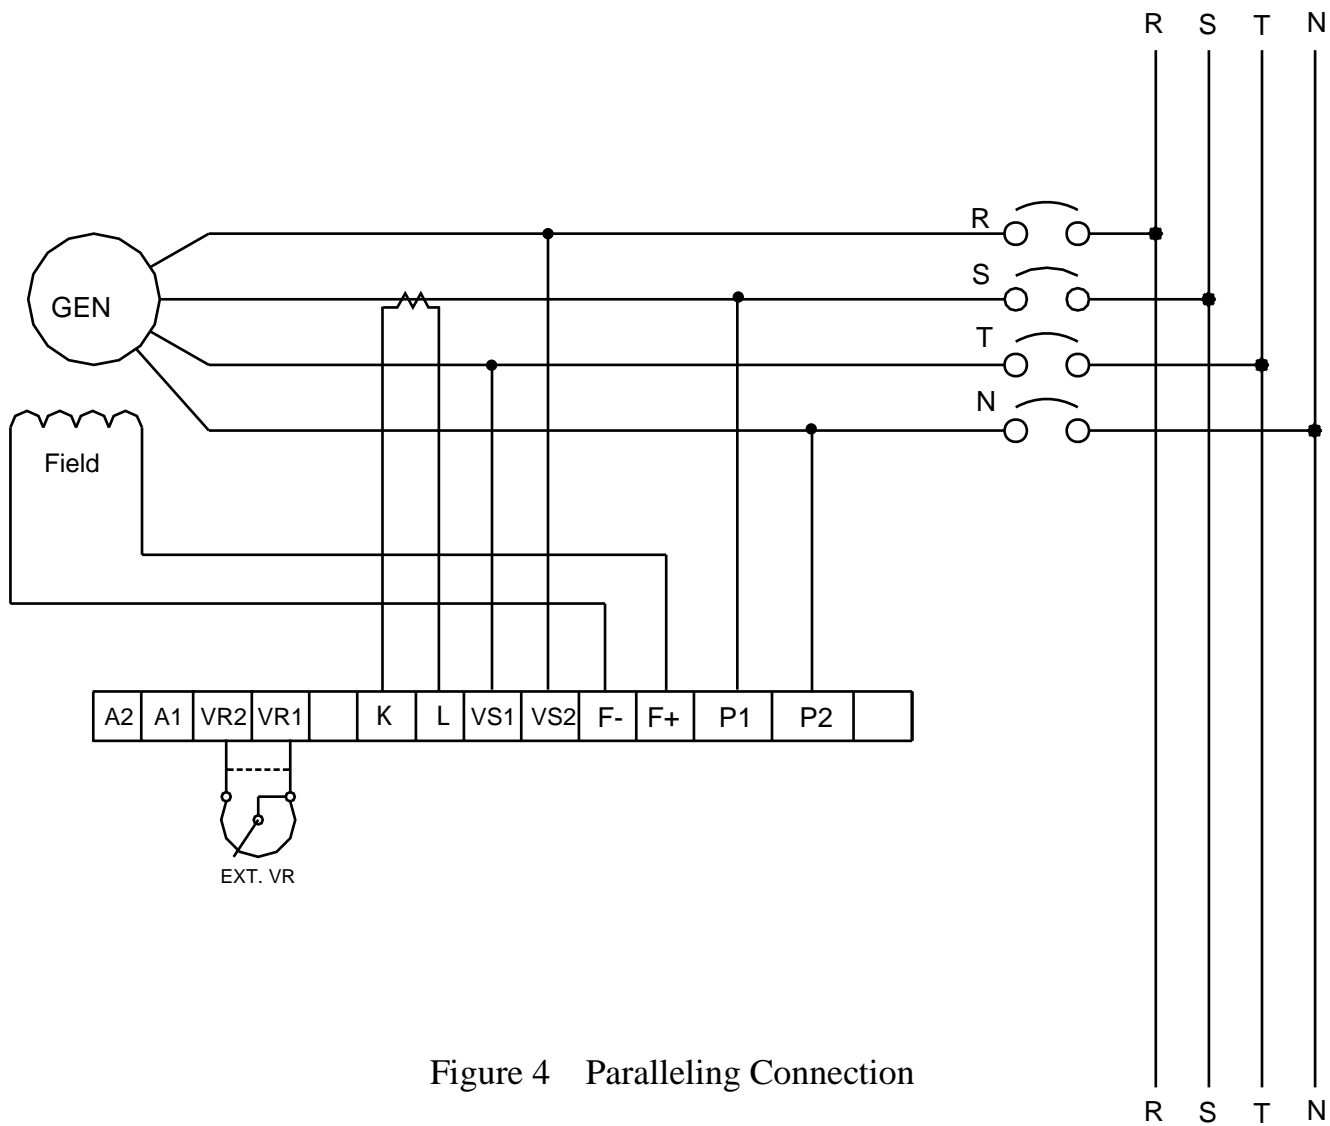 R S T N
R
S
GEN
T
N
Field
A2 A1 VR2 VR1 K L VS1 VS2 F- F+ P1 P2
EXT. VR
Figure 4 Paralleling Connection
R S T N